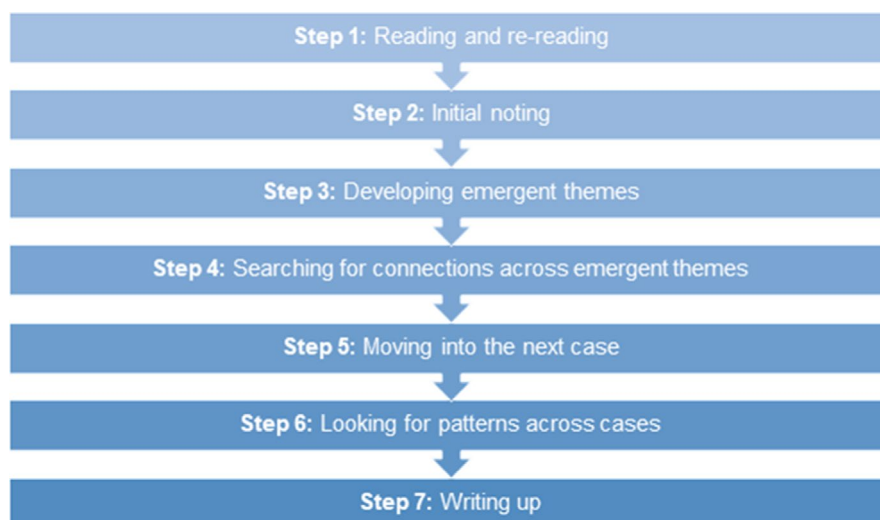 Step 1: Reading and re-reading
Step 2: Initial noting
Step 3: Developing emergent themes
Step 4: Searching for connections across emergent themes
Step 5: Moving into the next case
Step 6: Looking for patterns across cases
Step 7: Writing up